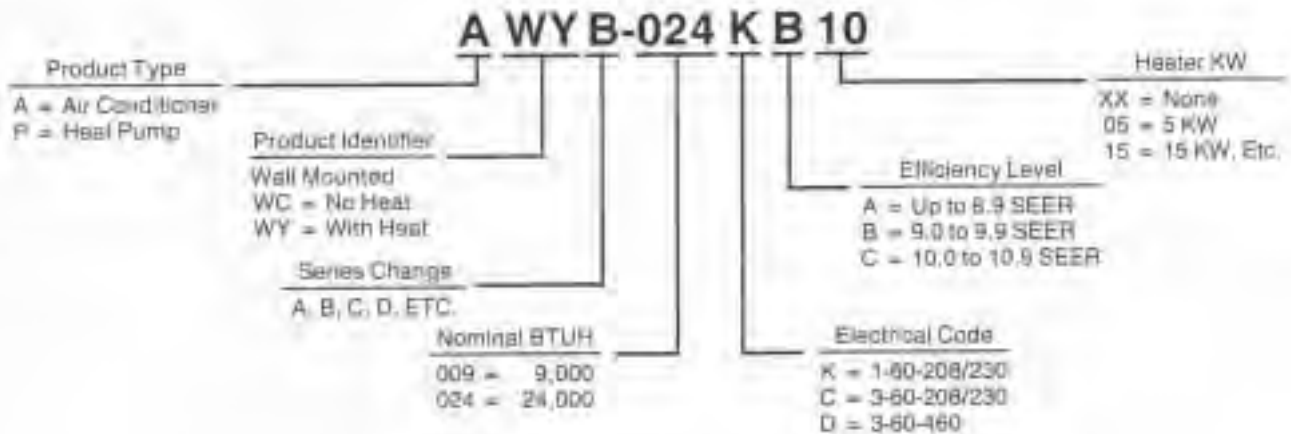 A WY B-024 K B 10
Product Type
A = Air Conditioner
P = Heat Pump
Product Identifier
Wall Mounted
WC = No Heat
WY = With Heat
Series Change
A, B, C, D, ETC.
Nominal BTUH
009 = 9,000
024 = 24,000
Heater KW
XX = None
05 = 5 KW
15 = 15 KW, Etc.
Efficiency Level
A = Up to 8.9 SEER
B = 9.0 to 9.9 SEER
C = 10.0 to 10.9 SEER
Electrical Code
K = 1-60-208/230
C = 3-60-208/230
D = 3-60-460